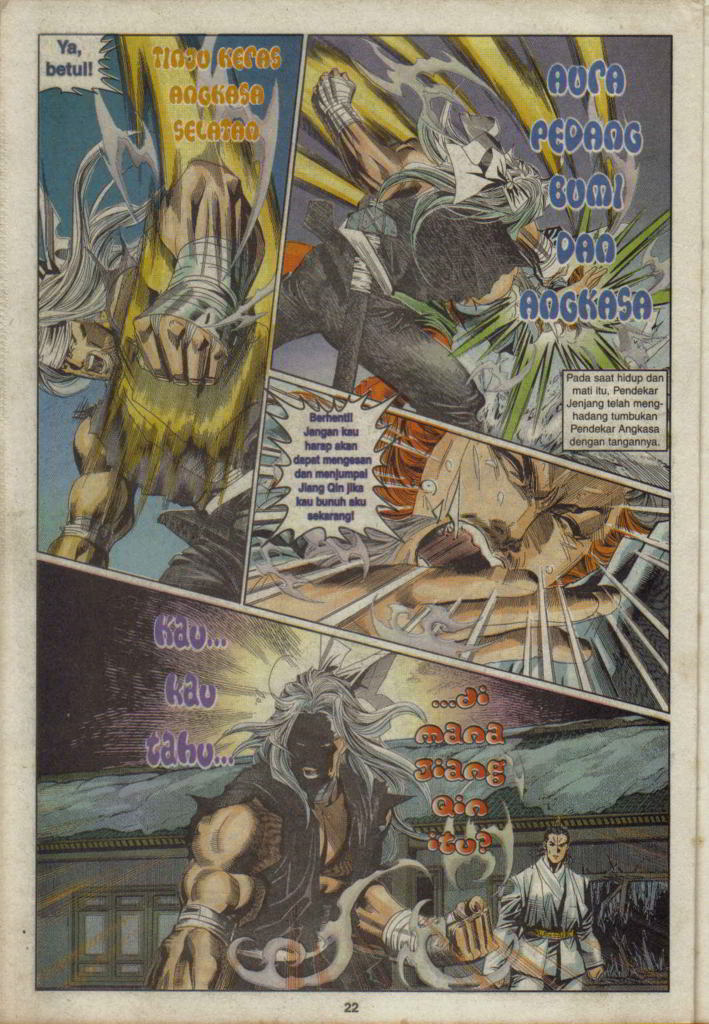 Ya,
betul!
TINJU KERAS
ANGKASA
SELATAN
AURA
PEDANG
BUMI
DAN
ANGKASA
Pada saat hidup dan
mati itu, Pendekar
Jenjang telah meng-
hadang tumbukan
Pendekar Angkasa
dengan tangannya.
Berhenti!
Jangan kau
harap akan
dapat mengesan
dan menjumpai
Jiang Qin jika
kau bunuh aku
sekarang!
Kau...
kau
tahu...
...di
mana
Jiang
Qin
itu?
22